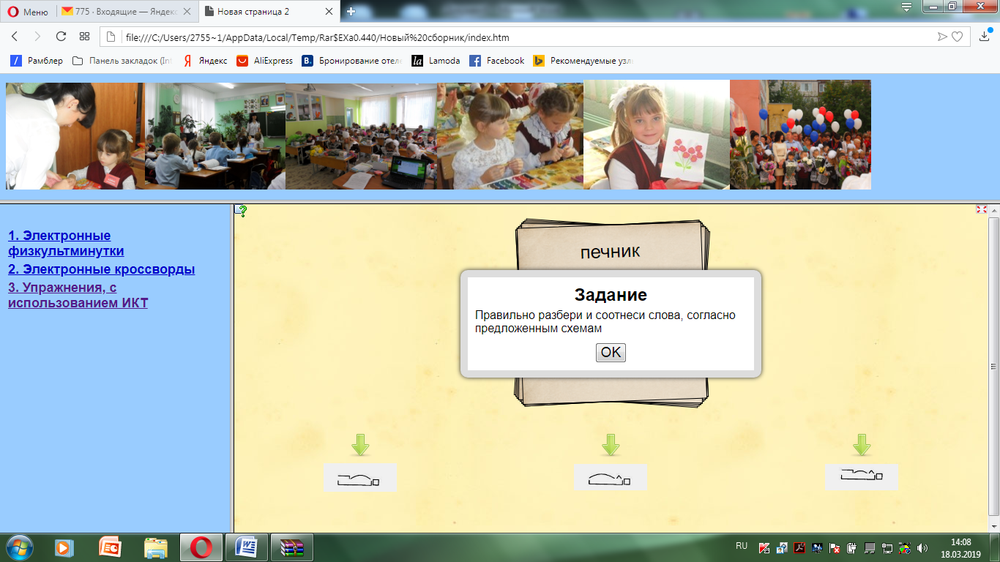 Меню
775 · Входящие — Яндекс
Новая страница 2
file:///C:/Users/2755~1/AppData/Local/Temp/Rar$EXa0.440/Новый%20сборник/index.htm
Рамблер
Панель закладок (Int
Яндекс
AliExpress
Бронирование отеле
Lamoda
Facebook
Рекомендуемые узл
1. Электронные
физкультминутки
2. Электронные кроссворды
3. Упражнения, с
использованием ИКТ
печник
Задание
Правильно разбери и соотнеси слова, согласно
предложенным схемам
OK
RU
14:08
18.03.2019